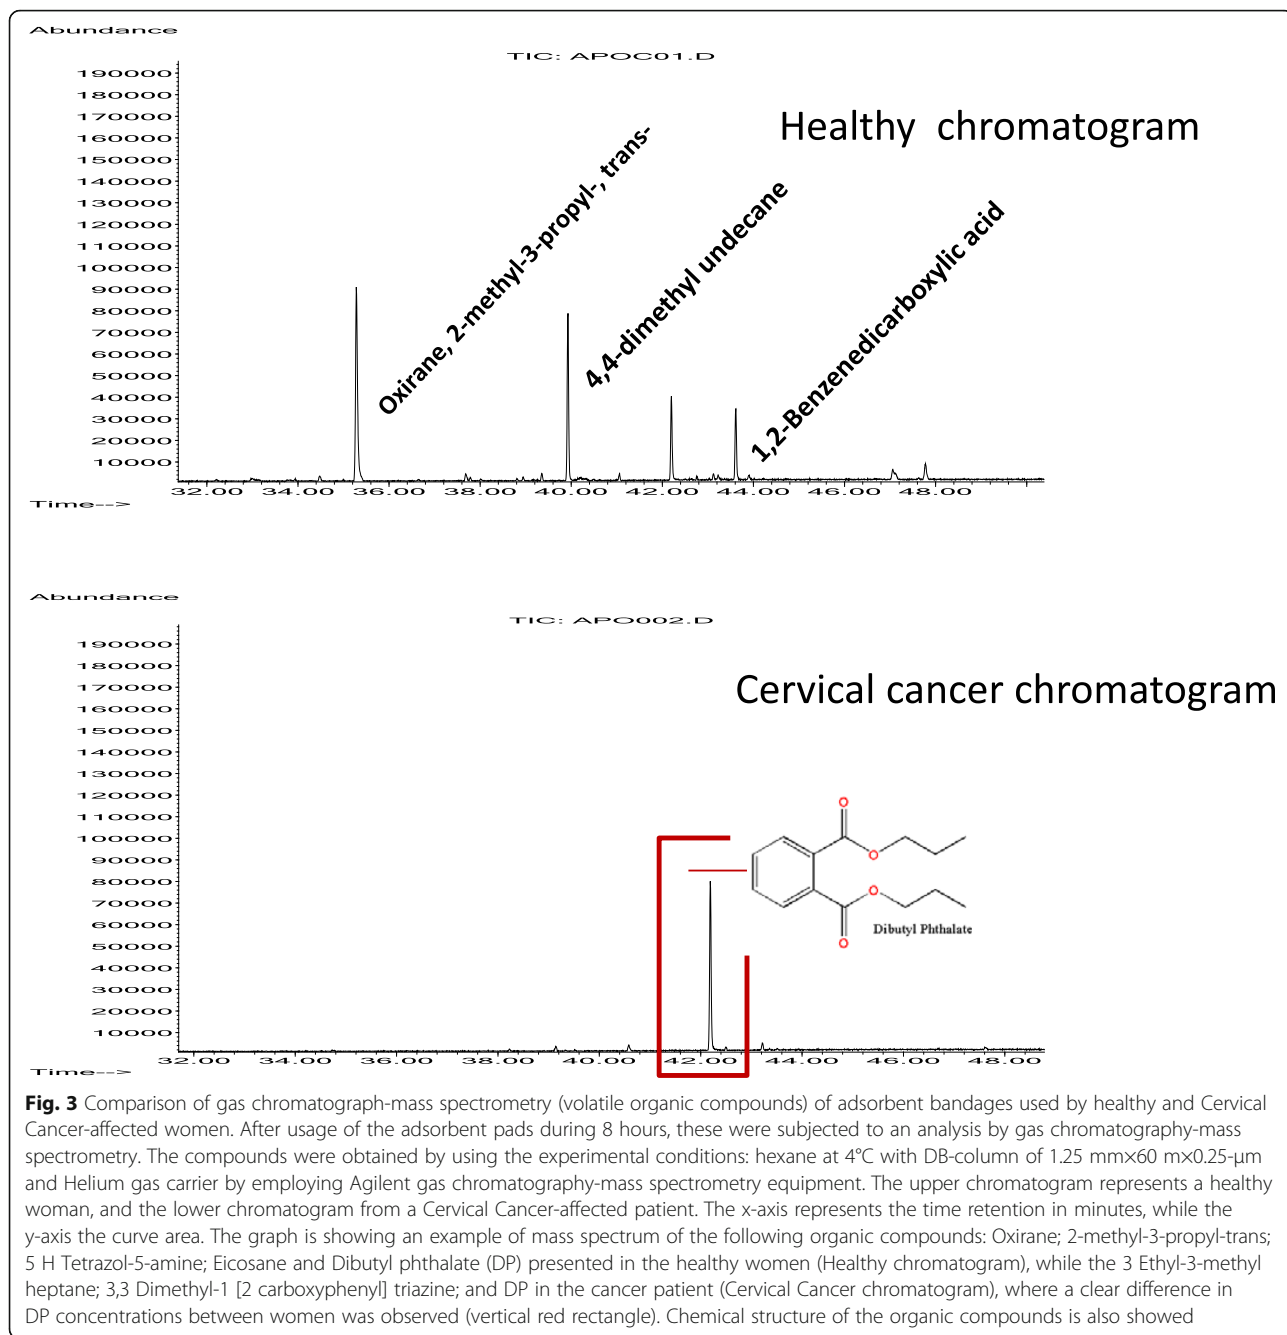 Abundance
TIC: APOC01.D
Healthy chromatogram
190000
180000
170000
160000
150000
140000
130000
120000
110000
100000
90000
80000
70000
60000
50000
40000
30000
20000
10000
Oxirane, 2-methyl-3-propyl-, trans-
4,4-dimethyl undecane
1,2-Benzenedicarboxylic acid
32.00 34.00 36.00 38.00 40.00 42.00 44.00 46.00 48.00
Time-->
Abundance
TIC: APO002.D
Cervical cancer chromatogram
190000
180000
170000
160000
150000
140000
130000
120000
110000
100000
90000
80000
70000
60000
50000
40000
30000
20000
10000
O
O
O
O
Dibutyl Phthalate
32.00 34.00 36.00 38.00 40.00 42.00 44.00 46.00 48.00
Time-->
Fig. 3 Comparison of gas chromatograph-mass spectrometry (volatile organic compounds) of adsorbent bandages used by healthy and Cervical
Cancer-affected women. After usage of the adsorbent pads during 8 hours, these were subjected to an analysis by gas chromatography-mass
spectrometry. The compounds were obtained by using the experimental conditions: hexane at 4°C with DB-column of 1.25 mm×60 m×0.25-μm
and Helium gas carrier by employing Agilent gas chromatography-mass spectrometry equipment. The upper chromatogram represents a healthy
woman, and the lower chromatogram from a Cervical Cancer-affected patient. The x-axis represents the time retention in minutes, while the
y-axis the curve area. The graph is showing an example of mass spectrum of the following organic compounds: Oxirane; 2-methyl-3-propyl-trans;
5 H Tetrazol-5-amine; Eicosane and Dibutyl phthalate (DP) presented in the healthy women (Healthy chromatogram), while the 3 Ethyl-3-methyl
heptane; 3,3 Dimethyl-1 [2 carboxyphenyl] triazine; and DP in the cancer patient (Cervical Cancer chromatogram), where a clear difference in
DP concentrations between women was observed (vertical red rectangle). Chemical structure of the organic compounds is also showed